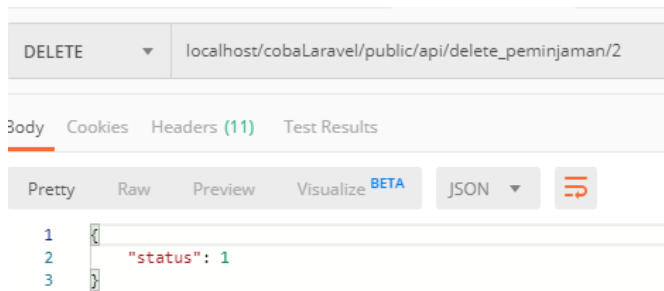 DELETE localhost/cobaLaravel/public/api/delete_peminjaman/2
Body Cookies Headers (11) Test Results
Pretty Raw Preview Visualize BETA JSON
1 {
2 "status": 1
3 }